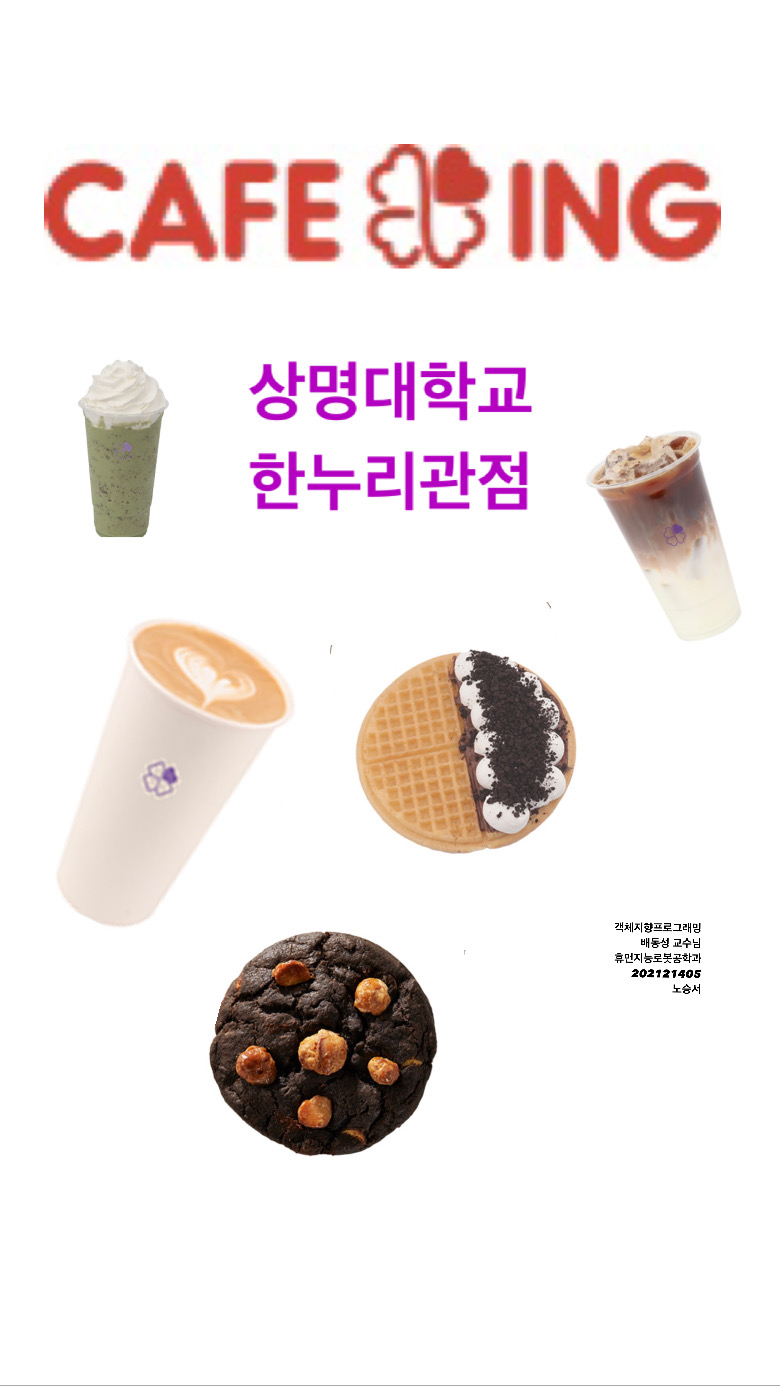 CAFE ING
상명대학교
한누리관점
객체지향프로그래밍
배동성 교수님
휴먼지능로봇공학과
202121405
노승서